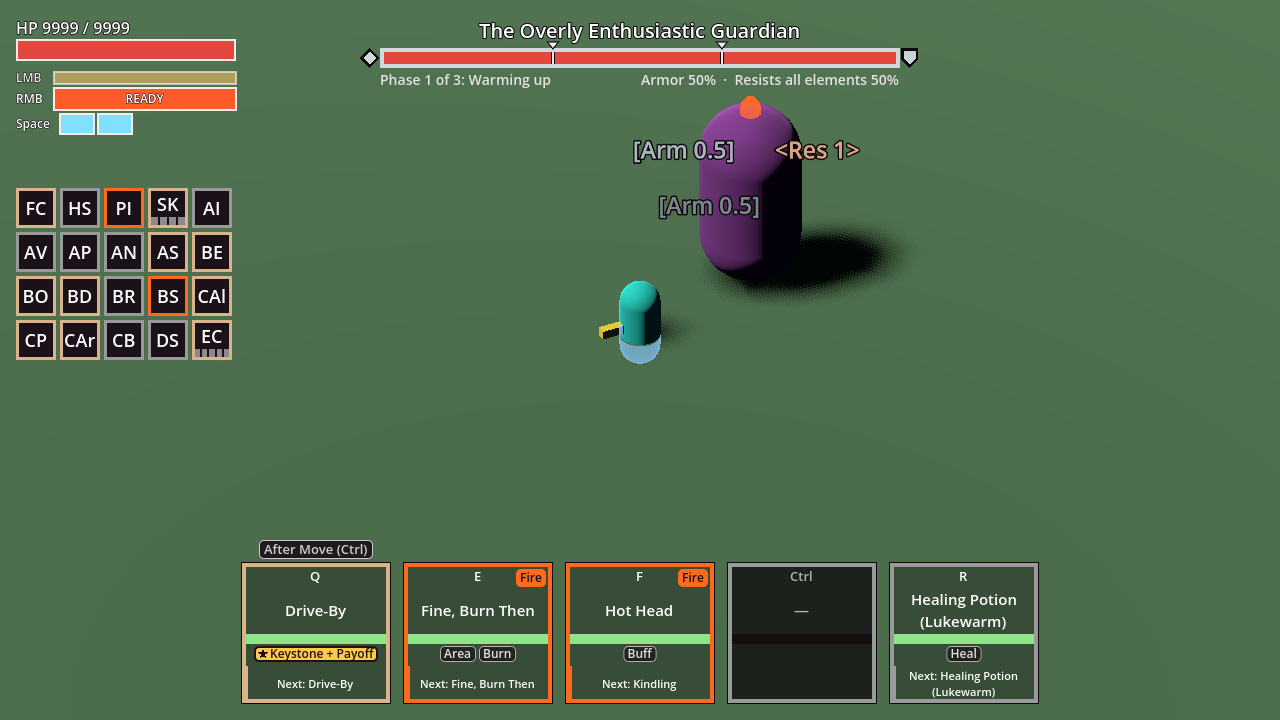 HP 9999 / 9999
LMB
RMB READY
Space
The Overly Enthusiastic Guardian
Phase 1 of 3: Warming up
Armor 50% · Resists all elements 50%
[Arm 0.5]
<Res 1>
[Arm 0.5]
FC HS PI SK AI
AV AP AN AS BE
BO BD BR BS CAl
CP CAr CB DS EC
After Move (Ctrl)
Q
Drive-By
★Keystone + Payoff
Next: Drive-By
E
Fire
Fine, Burn Then
Area Burn
Next: Fine, Burn Then
F
Fire
Hot Head
Buff
Next: Kindling
Ctrl
—
R
Healing Potion
(Lukewarm)
Heal
Next: Healing Potion
(Lukewarm)